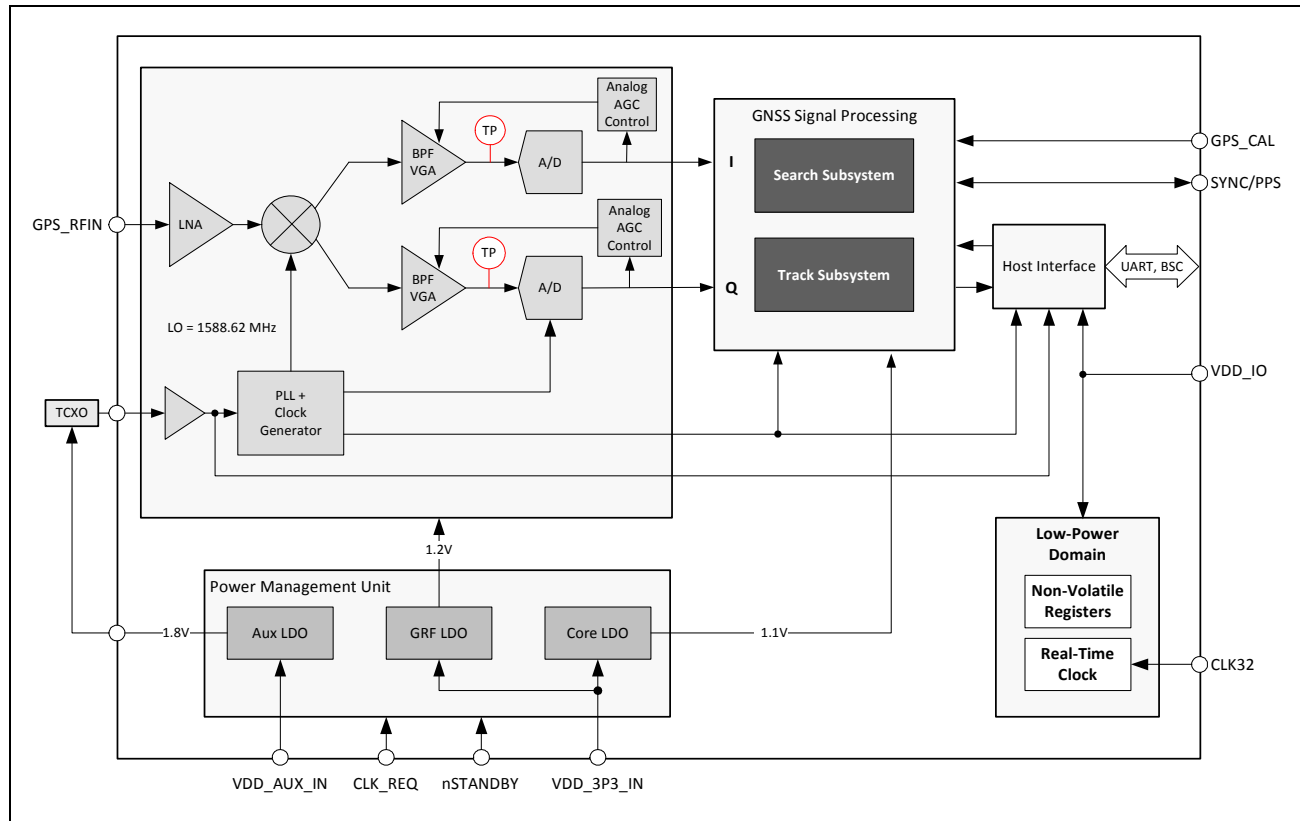 Analog
AGC
Control
TP
BPF
VGA
A/D
GNSS Signal Processing
I
Search Subsystem
GPS_CAL
SYNC/PPS
GPS_RFIN
LNA
Analog
AGC
Control
TP
BPF
VGA
A/D
Q
Track Subsystem
Host Interface
UART, BSC
LO = 1588.62 MHz
VDD_IO
TCXO
PLL +
Clock
Generator
1.2V
Low-Power
Domain
Non-Volatile
Registers
Real-Time
Clock
CLK32
Power Management Unit
1.8V
Aux LDO
GRF LDO
Core LDO
1.1V
VDD_AUX_IN
CLK_REQ
nSTANDBY
VDD_3P3_IN